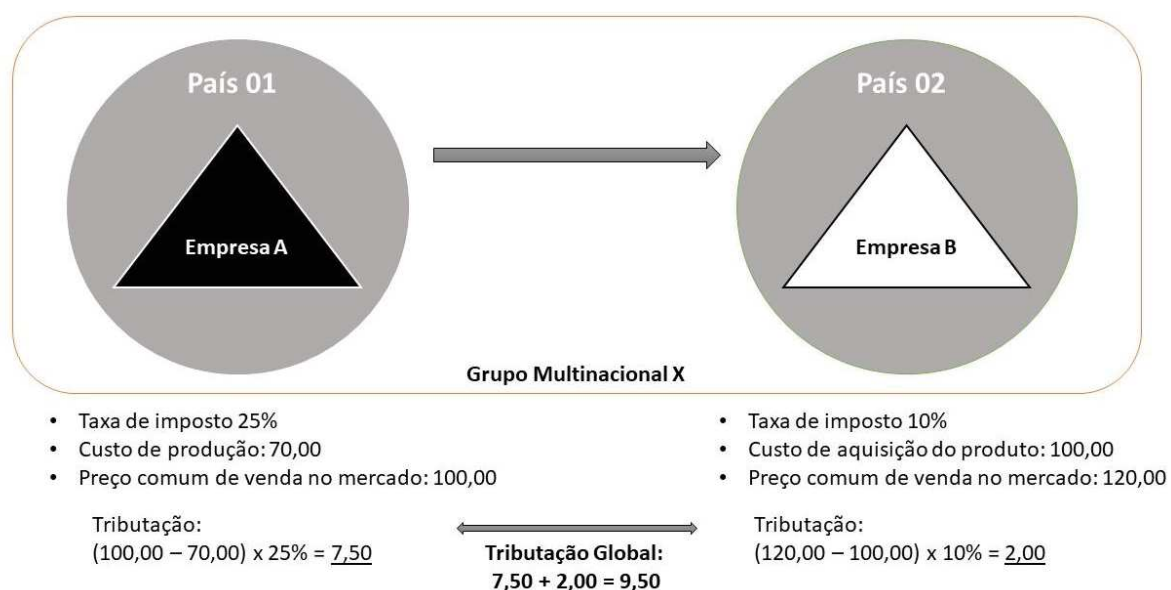 País 01
País 02
Empresa A
Empresa B
Grupo Multinacional X
• Taxa de imposto 25%
• Custo de produção: 70,00
• Preço comum de venda no mercado: 100,00
• Taxa de imposto 10%
• Custo de aquisição do produto: 100,00
• Preço comum de venda no mercado: 120,00
Tributação:
(100,00 – 70,00) x 25% = 7,50
Tributação Global:
7,50 + 2,00 = 9,50
Tributação:
(120,00 – 100,00) x 10% = 2,00